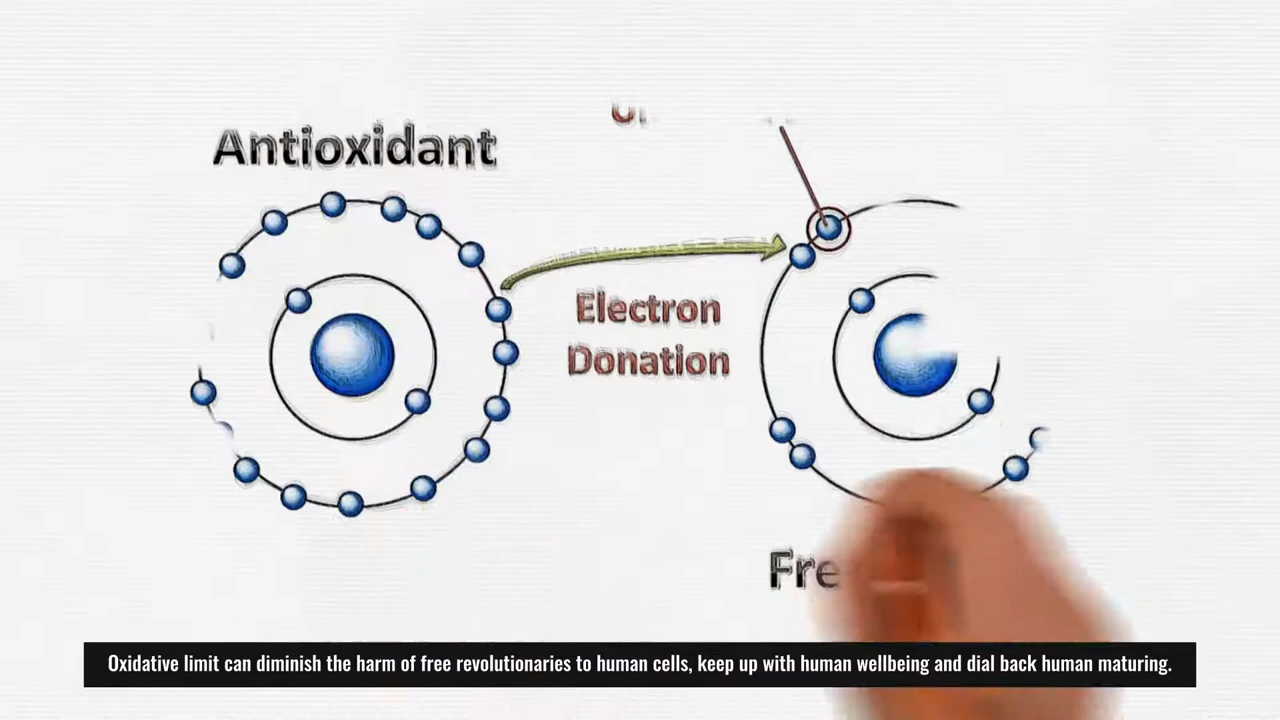 Antioxidant
Electron
Donation
Fre
Oxidative limit can diminish the harm of free revolutionaries to human cells, keep up with human wellbeing and dial back human maturing.